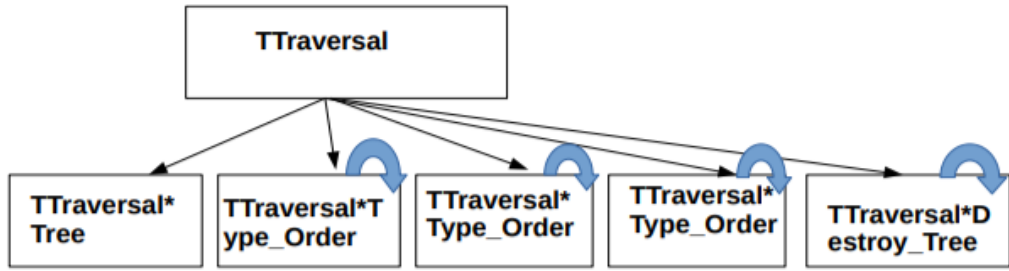 TTraversal
TTraversal*
Tree
TTraversal*T
ype_Order
TTraversal*
Type_Order
TTraversal*
Type_Order
TTraversal*D
estroy_Tree